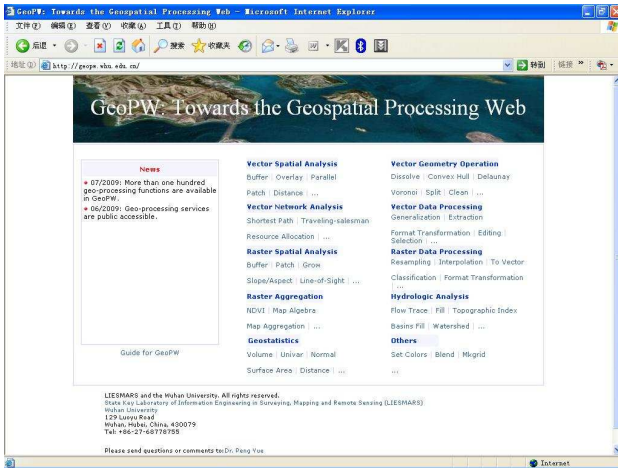 GeoPW: Towards the Geospatial Processing Web - Microsoft Internet Explorer
文件(F) 编辑(E) 查看(V) 收藏(A) 工具(T) 帮助(H)
后退 搜索 收藏夹
地址(D) http://geopw.whu.edu.cn/ 转到 链接 »
GeoPW: Towards the Geospatial Processing Web
News
07/2009: More than one hundred
geo-processing functions are available
in GeoPW.
06/2009: Geo-processing services
are public accessible.
Guide for GeoPW
Vector Spatial Analysis
Buffer | Overlay | Parallel
Patch | Distance | ...
Vector Network Analysis
Shortest Path | Traveling-salesman
Resource Allocation | ...
Raster Spatial Analysis
Buffer | Patch | Grow
Slope/Aspect | Line-of-Sight | ...
Raster Aggregation
NDVI | Map Algebra
Map Aggregation | ...
Geostatistics
Volume | Univar | Normal
Surface Area | Distance | ...
Vector Geometry Operation
Dissolve | Convex Hull | Delaunay
Voronoi | Split | Clean | ...
Vector Data Processing
Generalization | Extraction
Format Transformation | Editing |
Selection | ...
Raster Data Processing
Resampling | Interpolation | To Vector
Classification | Format Transformation
| ...
Hydrologic Analysis
Flow Trace | Fill | Topographic Index
Basins Fill | Watershed | ...
Others
Set Colors | Blend | Mkgrid
...
LIESMARS and the Wuhan University. All rights reserved.
State Key Laboratory of Information Engineering in Surveying, Mapping and Remote Sensing (LIESMARS)
Wuhan University
129 Luoyu Road
Wuhan, Hubei, China, 430079
Tel: +86-27-68778755
Please send questions or comments to:Dr. Peng Yue
Internet